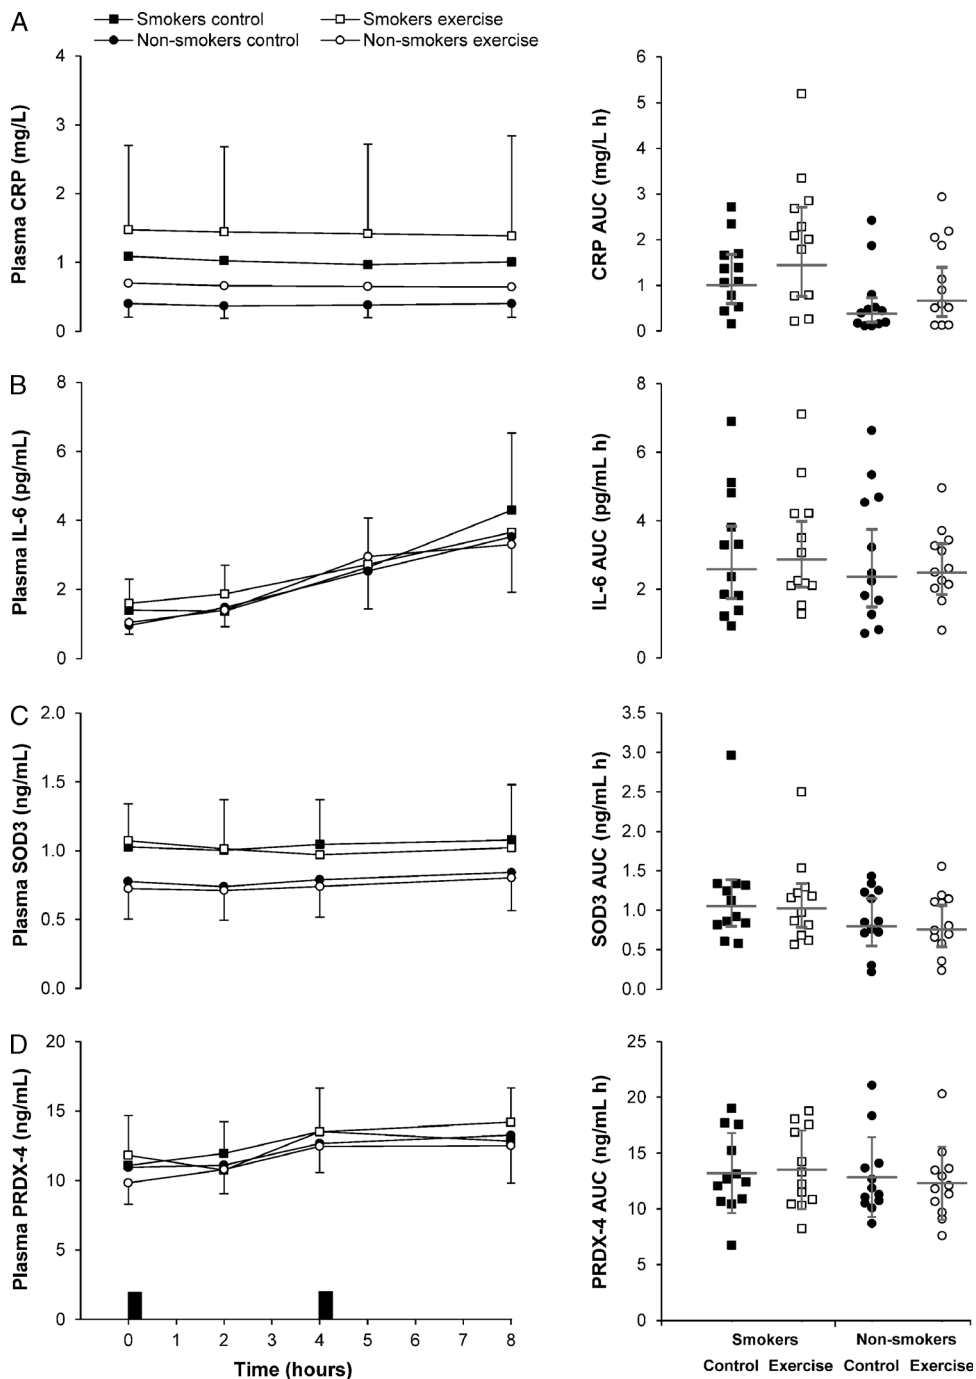 A
Smokers control
Smokers exercise
Non-smokers control
Non-smokers exercise
Plasma CRP (mg/L)
4
3
2
1
0
CRP AUC (mg/L h)
6
5
4
3
2
1
0
B
Plasma IL-6 (pg/mL)
8
6
4
2
0
IL-6 AUC (pg/mL h)
8
6
4
2
0
C
Plasma SOD3 (ng/mL)
2.0
1.5
1.0
0.5
0.0
SOD3 AUC (ng/mL h)
3.5
3.0
2.5
2.0
1.5
1.0
0.5
0.0
D
Plasma PRDX-4 (ng/mL)
20
15
10
5
0
0 1 2 3 4 5 6 7 8
Time (hours)
PRDX-4 AUC (ng/mL h)
25
20
15
10
5
0
Smokers Non-smokers
Control Exercise Control Exercise